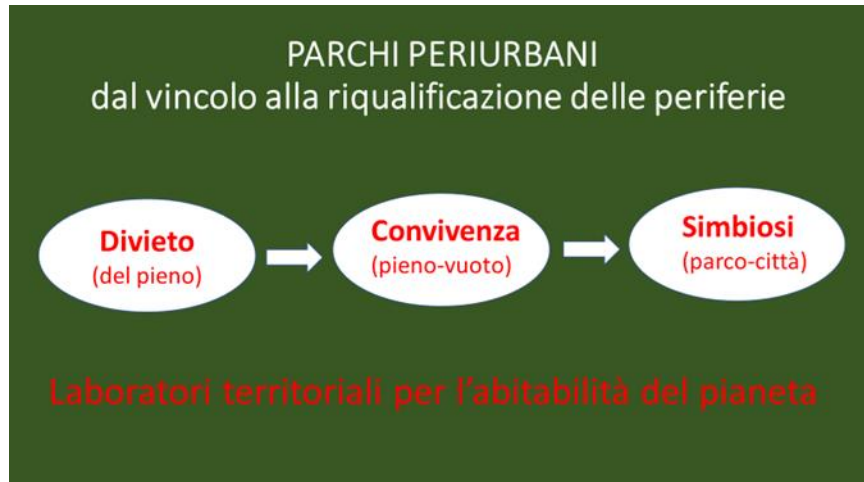 PARCHI PERIURBANI
dal vincolo alla riqualificazione delle periferie
Divieto
(del pieno)
Convivenza
(pieno-vuoto)
Simbiosi
(parco-città)
Laboratori territoriali per l'abitabilità del pianeta